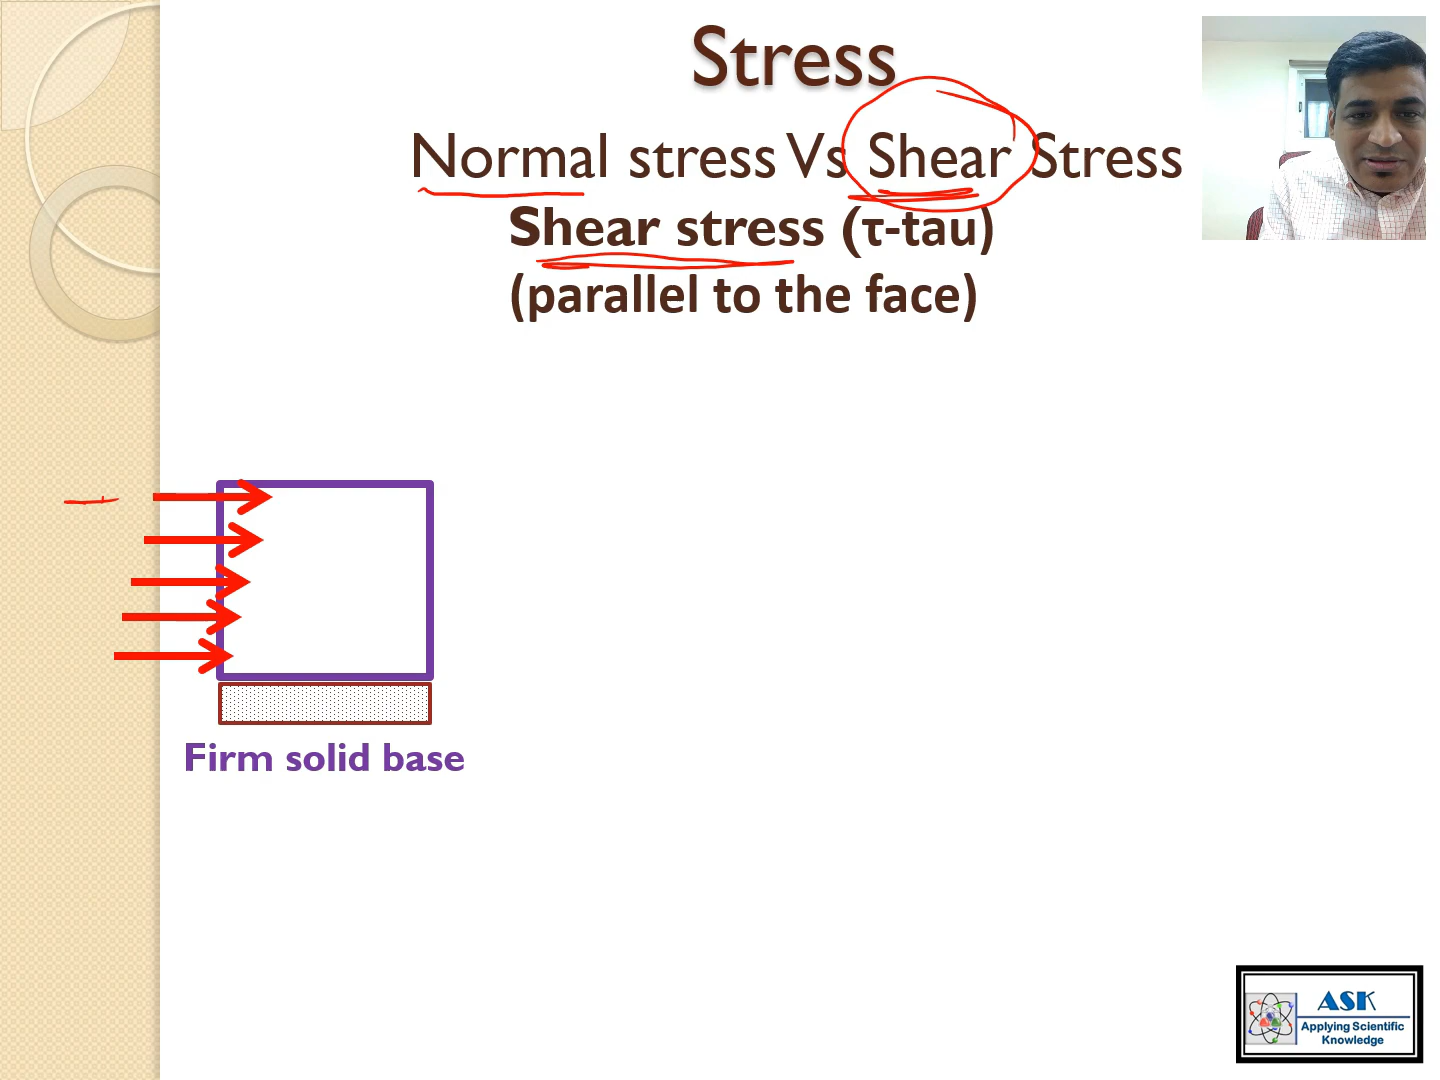 Stress
Normal stress Vs Shear Stress
Shear stress (τ-tau)
(parallel to the face)
Firm solid base
ASK
Applying Scientific
Knowledge